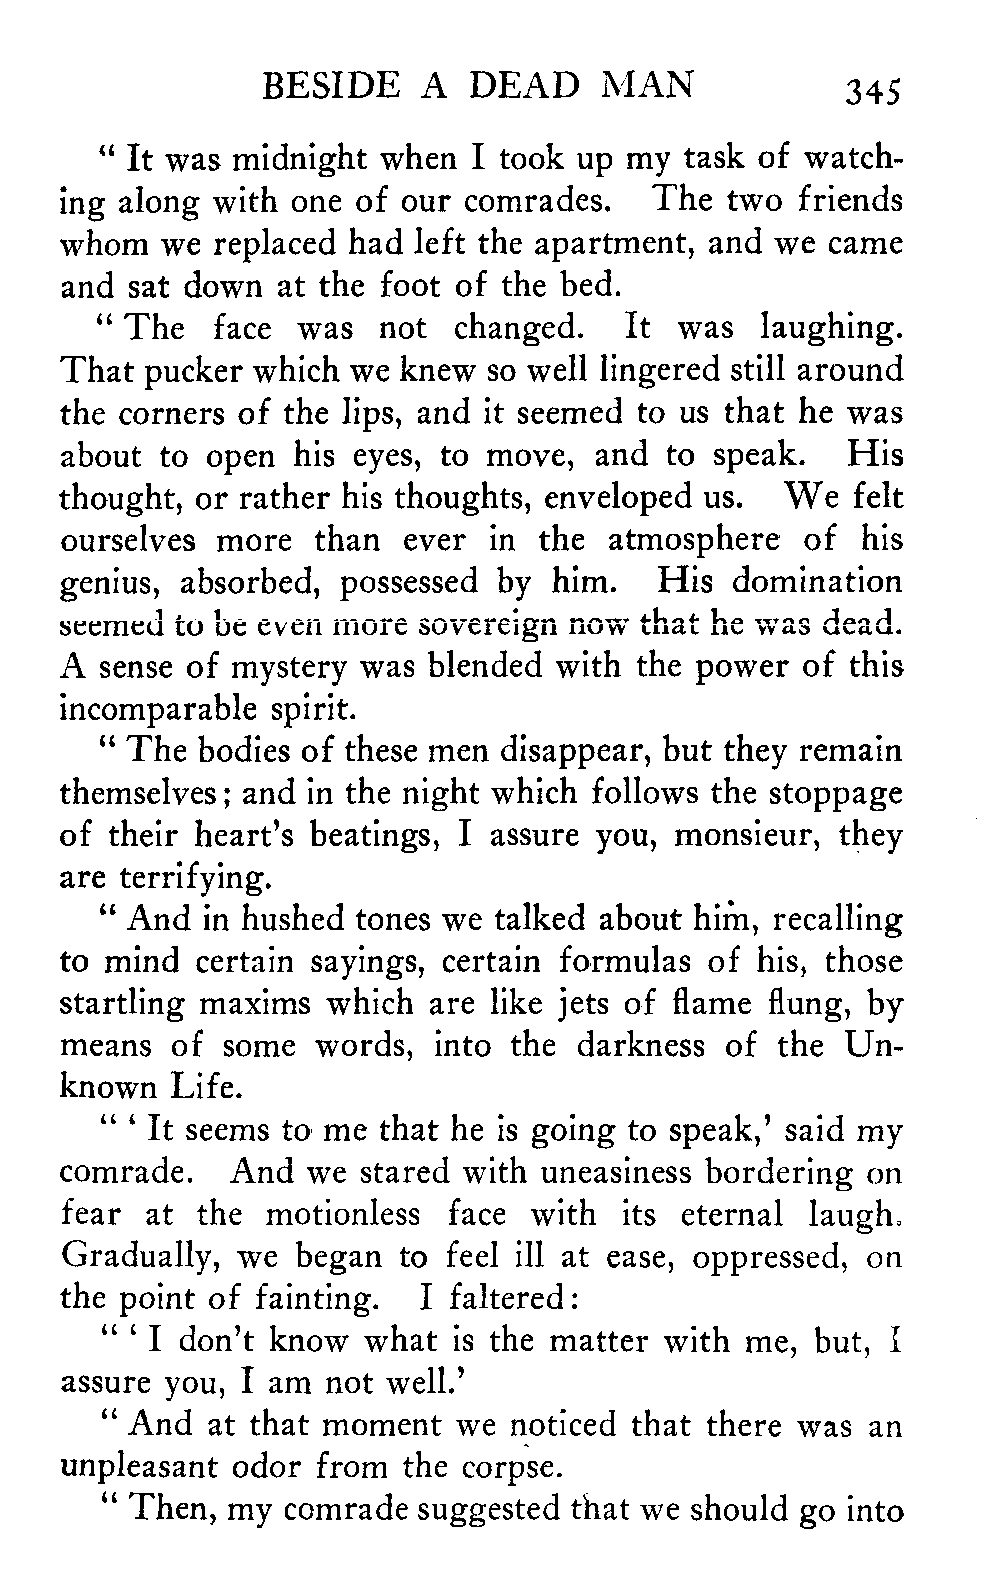 BESIDE A DEAD MAN 345
“ It was midnight when I took up my task of watch-
ing along with one of our comrades. The two friends
whom we replaced had left the apartment, and we came
and sat down at the foot of the bed.
“ The face was not changed. It was laughing.
That pucker which we knew so well lingered still around
the corners of the lips, and it seemed to us that he was
about to open his eyes, to move, and to speak. His
thought, or rather his thoughts, enveloped us. We felt
ourselves more than ever in the atmosphere of his
genius, absorbed, possessed by him. His domination
seemed to be even more sovereign now that he was dead.
A sense of mystery was blended with the power of this
incomparable spirit.
“ The bodies of these men disappear, but they remain
themselves; and in the night which follows the stoppage
of their heart’s beatings, I assure you, monsieur, they
are terrifying.
“ And in hushed tones we talked about him, recalling
to mind certain sayings, certain formulas of his, those
startling maxims which are like jets of flame flung, by
means of some words, into the darkness of the Un-
known Life.
“ ‘ It seems to me that he is going to speak,’ said my
comrade. And we stared with uneasiness bordering on
fear at the motionless face with its eternal laugh.
Gradually, we began to feel ill at ease, oppressed, on
the point of fainting. I faltered:
“ ‘ I don’t know what is the matter with me, but, I
assure you, I am not well.’
“ And at that moment we noticed that there was an
unpleasant odor from the corpse.
“ Then, my comrade suggested that we should go into